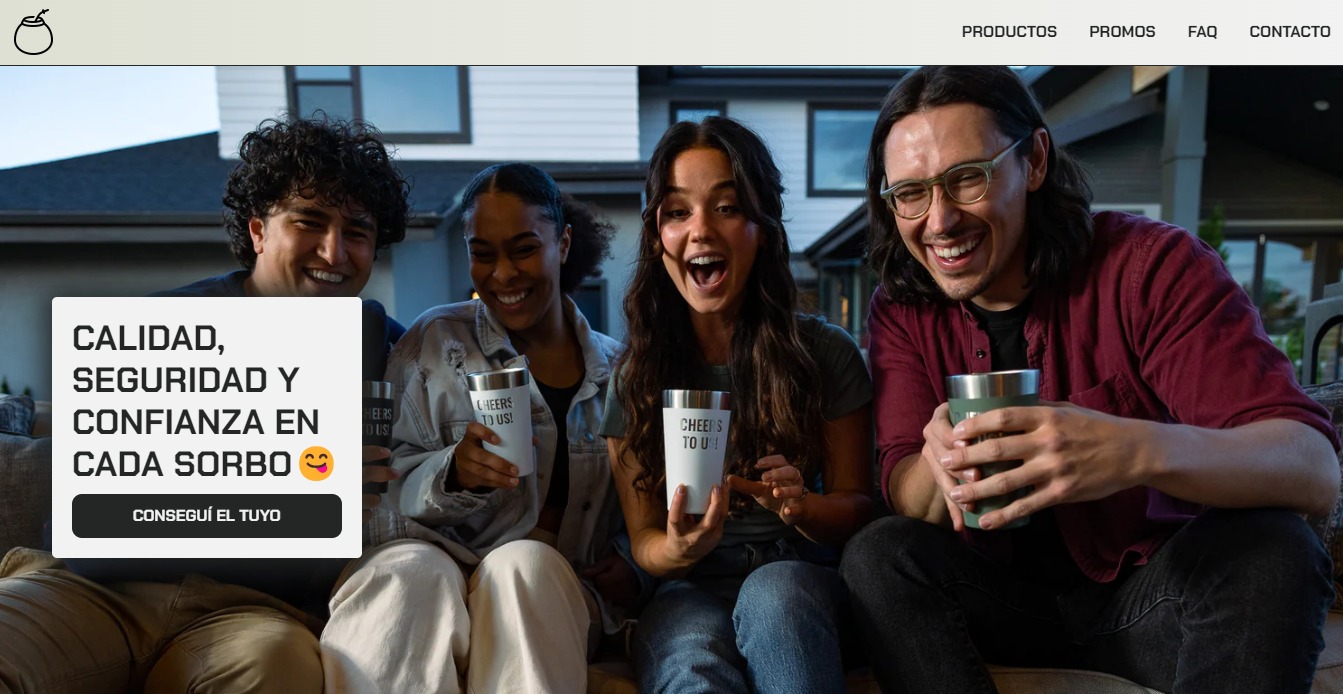 PRODUCTOS PROMOS FAQ CONTACTO
CALIDAD,
SEGURIDAD Y
CONFIANZA EN
CADA SORBO 😋
CONSEGUÍ EL TUYO
CHEERS
TO US!
CHEERS
TO US!
CHEERS
TO US!